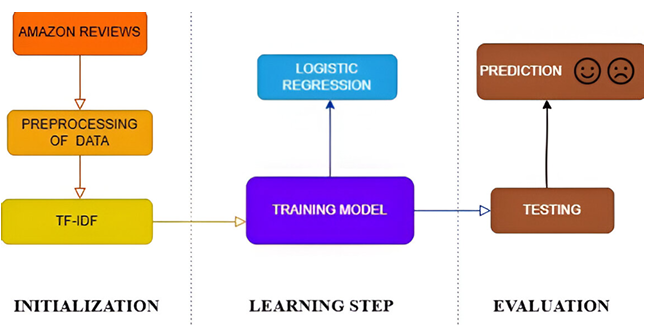 AMAZON REVIEWS
PREPROCESSING
OF DATA
TF-IDF
INITIALIZATION
LOGISTIC
REGRESSION
TRAINING MODEL
LEARNING STEP
PREDICTION
TESTING
EVALUATION